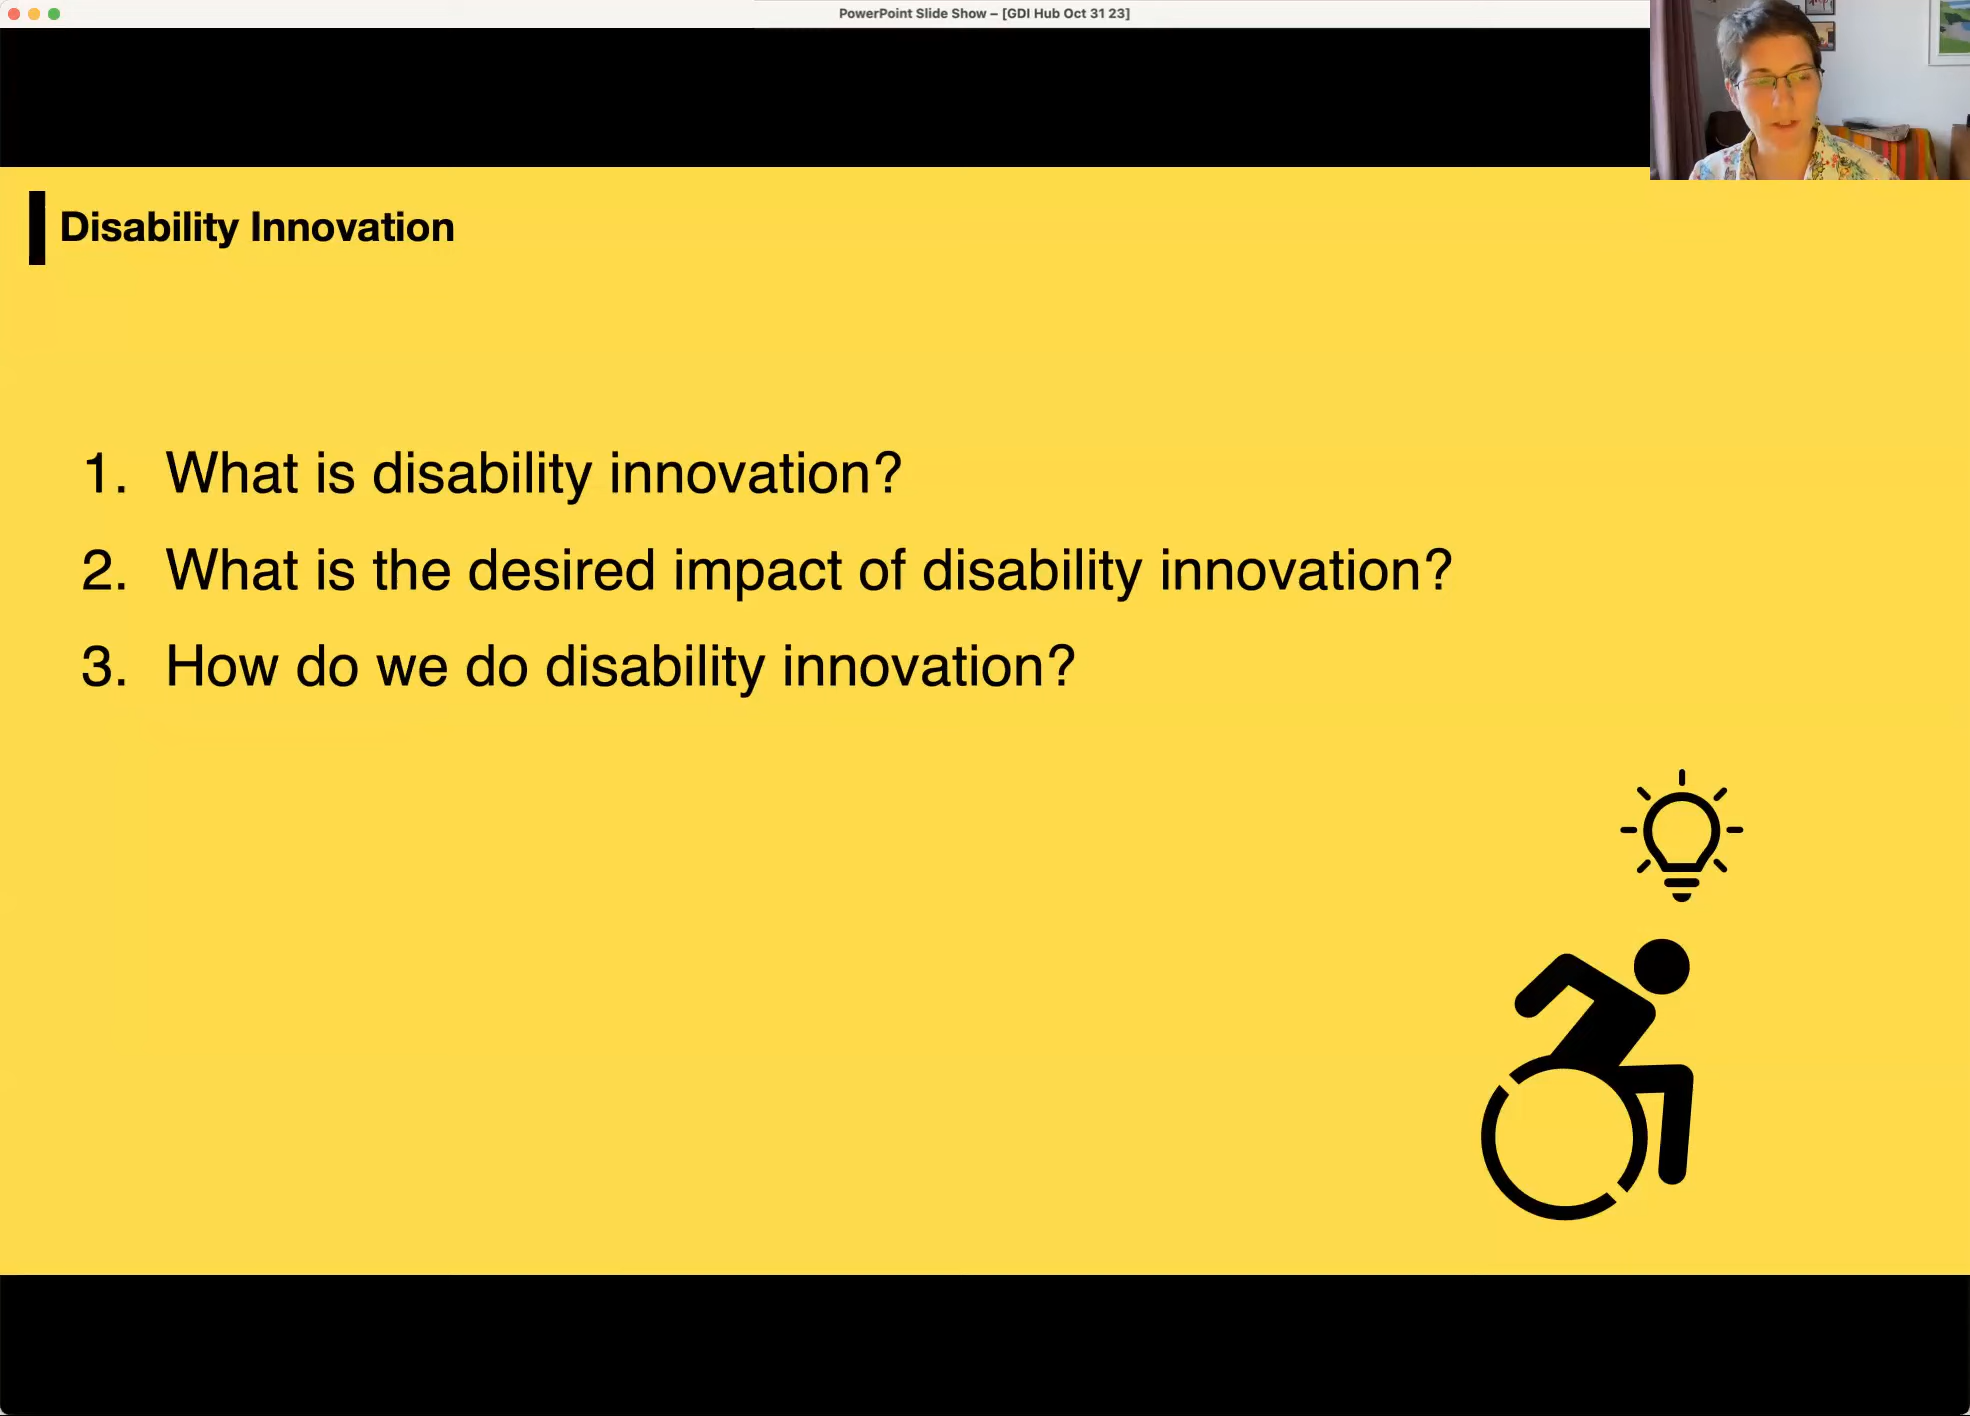 PowerPoint Slide Show – [GDI Hub Oct 31 23]
Disability Innovation
1. What is disability innovation?
2. What is the desired impact of disability innovation?
3. How do we do disability innovation?